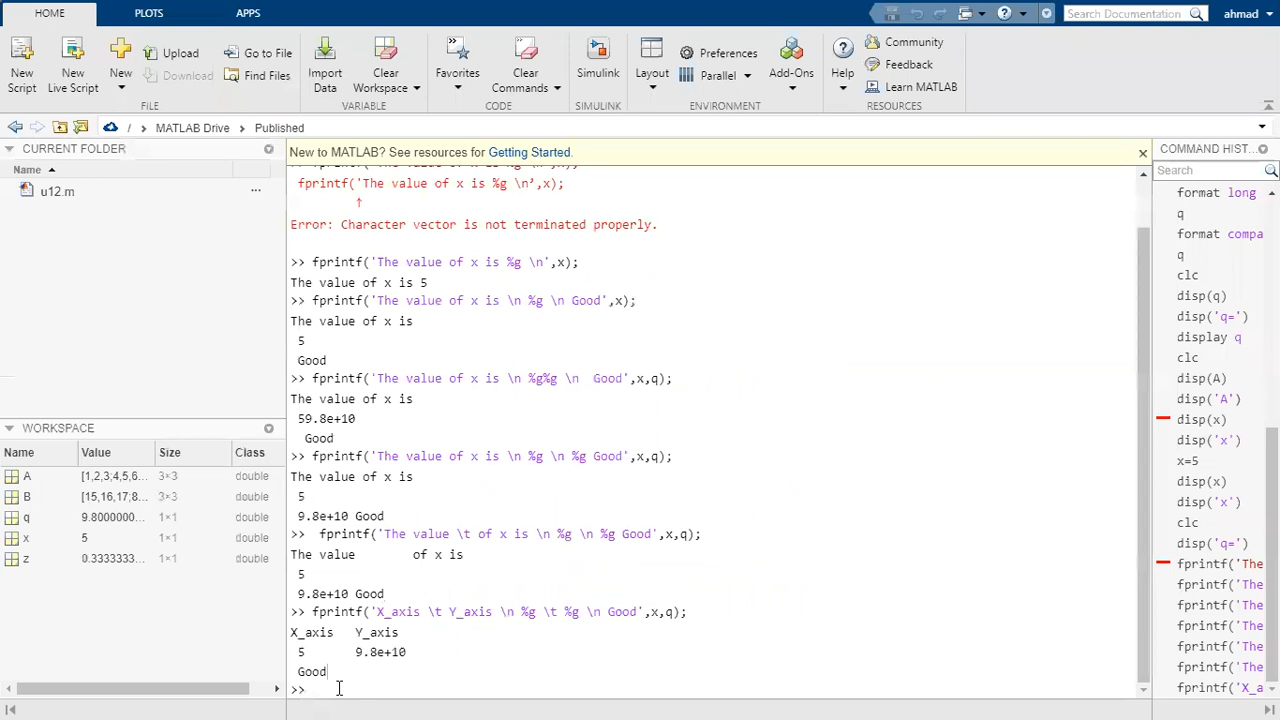 HOME PLOTS APPS
Search Documentation ahmad
New Script
New Live Script
New
Upload
Download
Go to File
Find Files
Import Data
Clear Workspace
Favorites
Clear Commands
Simulink
Layout
Preferences
Parallel
Add-Ons
Help
Community
Feedback
Learn MATLAB
FILE VARIABLE CODE SIMULINK ENVIRONMENT RESOURCES
/ MATLAB Drive Published
CURRENT FOLDER
Name
u12.m
WORKSPACE
Name Value Size Class
A [1,2,3;4,5,6... 3×3 double
B [15,16,17;8... 3×3 double
q 9.8000000... 1×1 double
x 5 1×1 double
z 0.3333333... 1×1 double
New to MATLAB? See resources for Getting Started.
fprintf('The value of x is %g \n’,x);
↑
Error: Character vector is not terminated properly.
>> fprintf('The value of x is %g \n',x);
The value of x is 5
>> fprintf('The value of x is \n %g \n Good',x);
The value of x is
5
Good
>> fprintf('The value of x is \n %g%g \n  Good',x,q);
The value of x is
59.8e+10
Good
>> fprintf('The value of x is \n %g \n %g Good',x,q);
The value of x is
5
9.8e+10 Good
>>  fprintf('The value \t of x is \n %g \n %g Good',x,q);
The value of x is
5
9.8e+10 Good
>> fprintf('X_axis \t Y_axis \n %g \t %g \n Good',x,q);
X_axis Y_axis
5 9.8e+10
Good
>>
COMMAND HIST...
Search
format long
q
format compa
q
clc
disp(q)
disp('q=')
display q
clc
disp(A)
disp('A')
disp(x)
disp('x')
x=5
disp(x)
disp('x')
clc
disp('q=')
fprintf('The
fprintf('The
fprintf('The
fprintf('The
fprintf('The
fprintf('The
fprintf('X_a